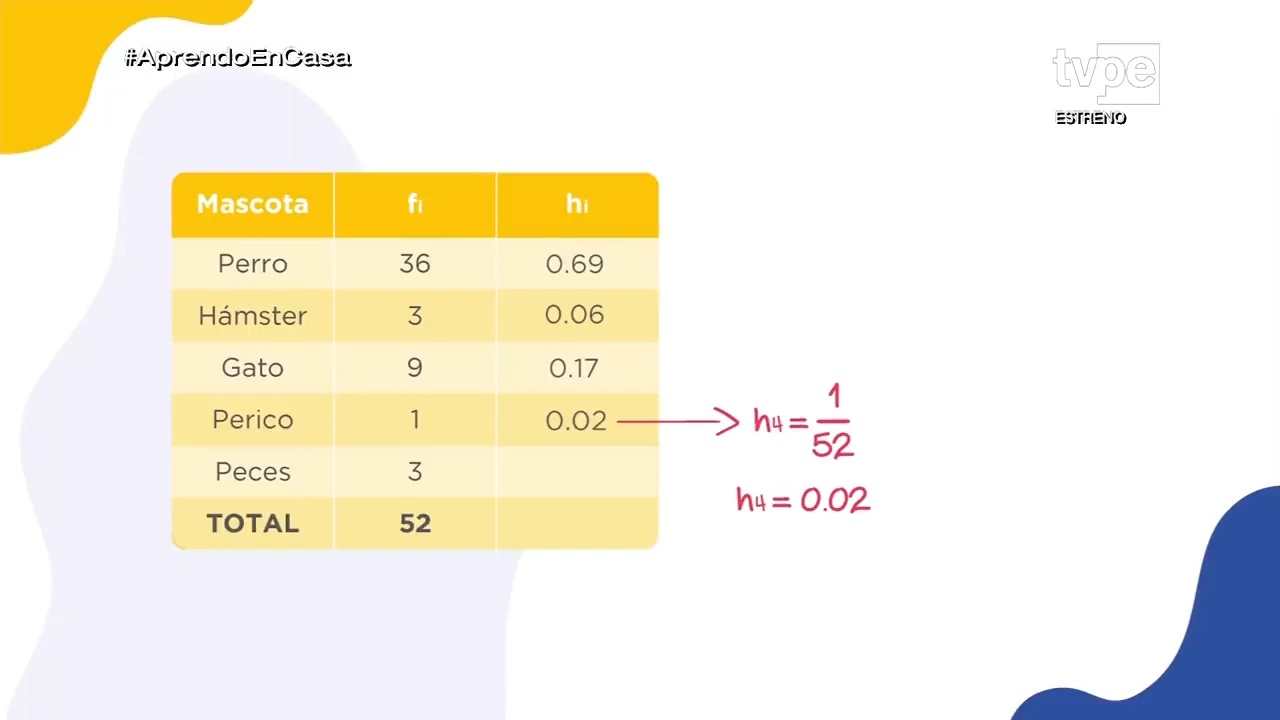 #AprendoEnCasa
tvpe
ESTRENO
Mascota fi hi
Perro 36 0.69
Hámster 3 0.06
Gato 9 0.17
Perico 1 0.02
Peces 3
TOTAL 52
h4 = 1/52
h4 = 0.02